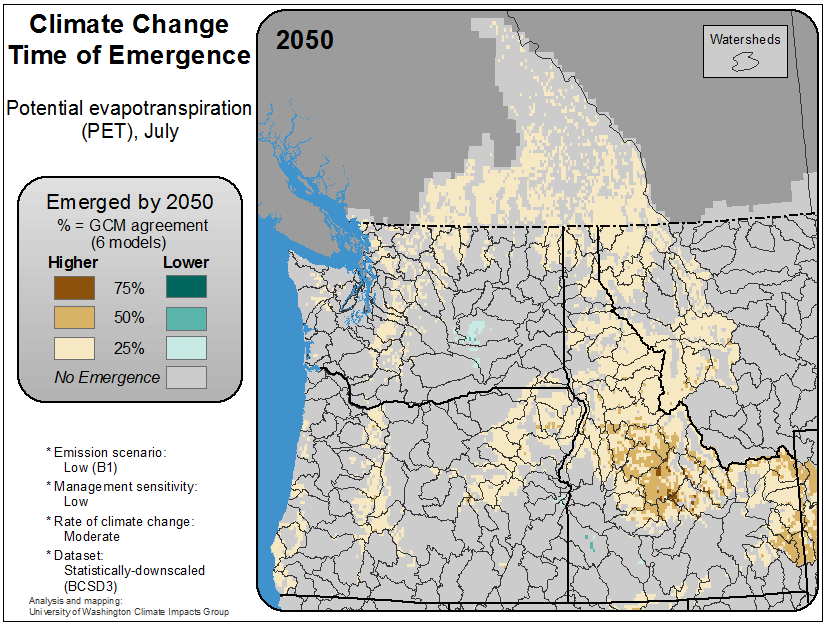 Climate Change
Time of Emergence
Potential evapotranspiration
(PET), July
Emerged by 2050
% = GCM agreement
(6 models)
Higher Lower
75%
50%
25%
No Emergence
* Emission scenario:
Low (B1)
* Management sensitivity:
Low
* Rate of climate change:
Moderate
* Dataset:
Statistically-downscaled
(BCSD3)
Analysis and mapping:
University of Washington Climate Impacts Group
2050
Watersheds